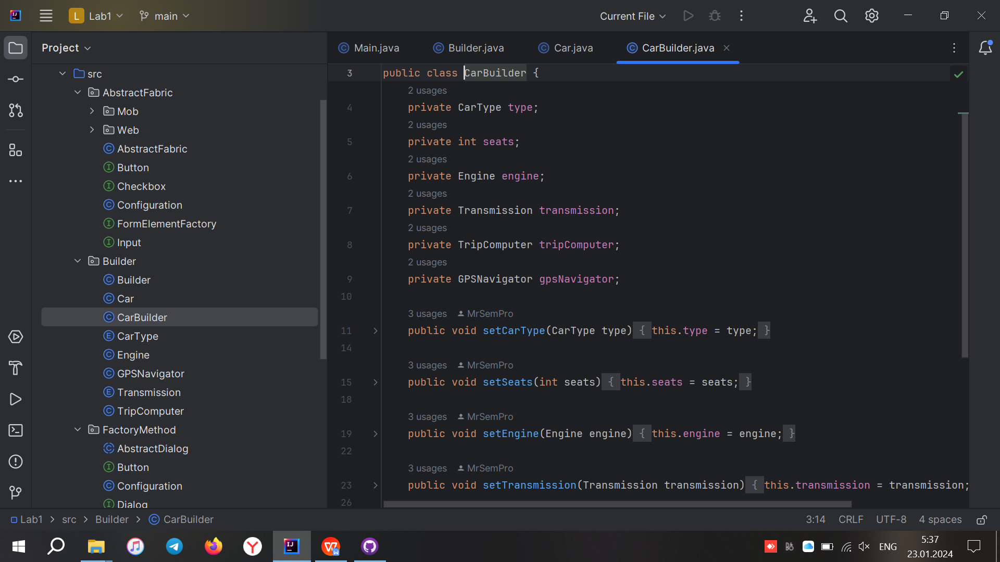 L Lab1 main Current File
Project
Main.java Builder.java Car.java CarBuilder.java
src
AbstractFabric
Mob
Web
AbstractFabric
Button
Checkbox
Configuration
FormElementFactory
Input
Builder
Builder
Car
CarBuilder
CarType
Engine
GPSNavigator
Transmission
TripComputer
FactoryMethod
AbstractDialog
Button
Configuration
Dialog
3 public class CarBuilder {
2 usages
4 private CarType type;
2 usages
5 private int seats;
2 usages
6 private Engine engine;
2 usages
7 private Transmission transmission;
2 usages
8 private TripComputer tripComputer;
2 usages
9 private GPSNavigator gpsNavigator;
10
3 usages MrSemPro
11 public void setCarType(CarType type) { this.type = type; }
14
3 usages MrSemPro
15 public void setSeats(int seats) { this.seats = seats; }
18
3 usages MrSemPro
19 public void setEngine(Engine engine) { this.engine = engine; }
22
3 usages MrSemPro
23 public void setTransmission(Transmission transmission) { this.transmission = transmission;
26
Lab1 > src > Builder > CarBuilder 3:14 CRLF UTF-8 4 spaces
ENG
5:37
23.01.2024